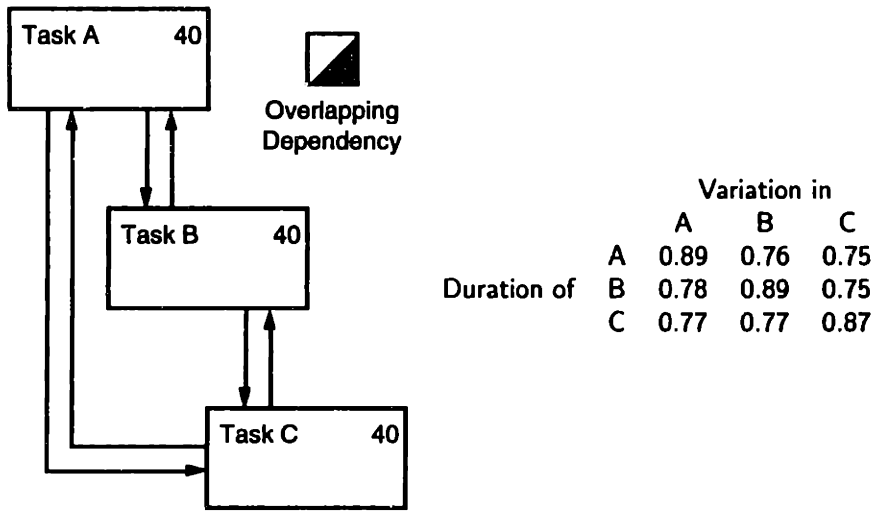 Task A 40
Overlapping
Dependency
Task B 40
Task C 40
Variation in
A B C
A 0.89 0.76 0.75
Duration of B 0.78 0.89 0.75
C 0.77 0.77 0.87